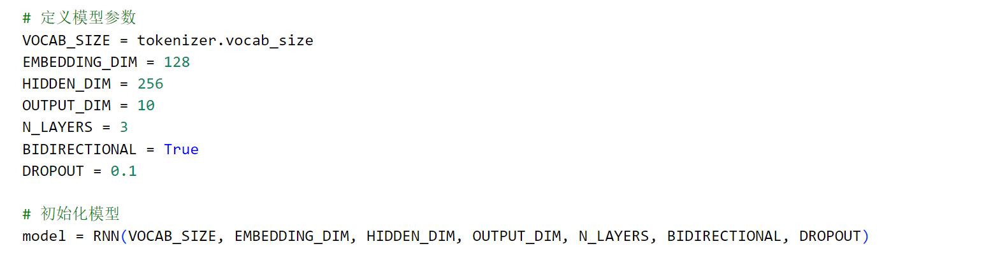 # 定义模型参数
VOCAB_SIZE = tokenizer.vocab_size
EMBEDDING_DIM = 128
HIDDEN_DIM = 256
OUTPUT_DIM = 10
N_LAYERS = 3
BIDIRECTIONAL = True
DROPOUT = 0.1
# 初始化模型
model = RNN(VOCAB_SIZE, EMBEDDING_DIM, HIDDEN_DIM, OUTPUT_DIM, N_LAYERS, BIDIRECTIONAL, DROPOUT)